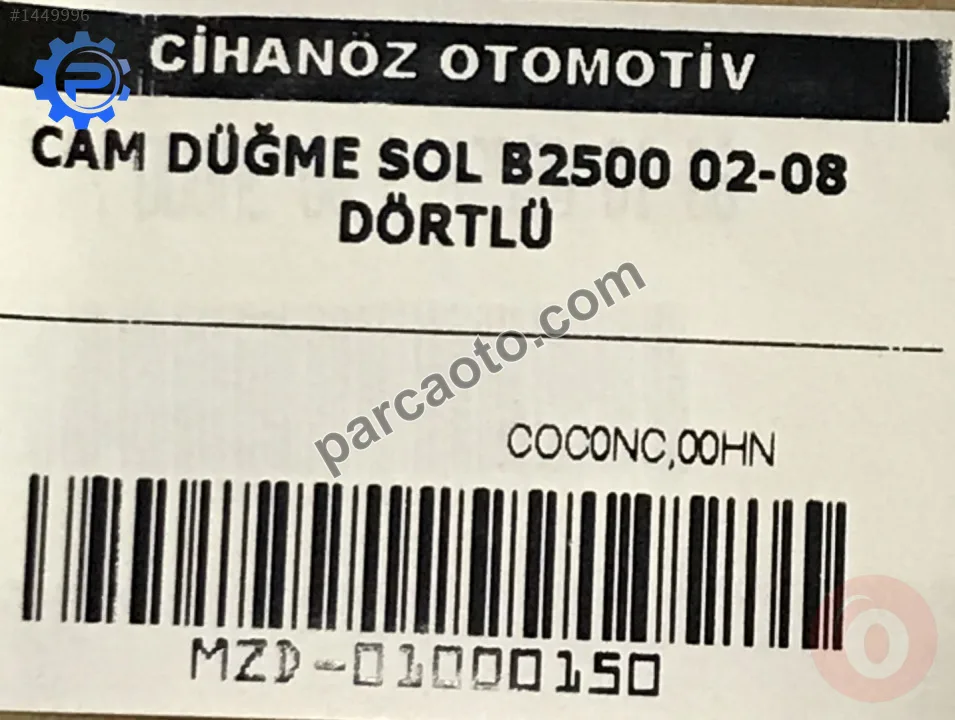 #1449996
CİHANÖZ OTOMOTİV
CAM DÜĞME SOL B2500 02-08
DÖRTLÜ
parcaoto.com
COC0NC,00HN
MZD-01000150